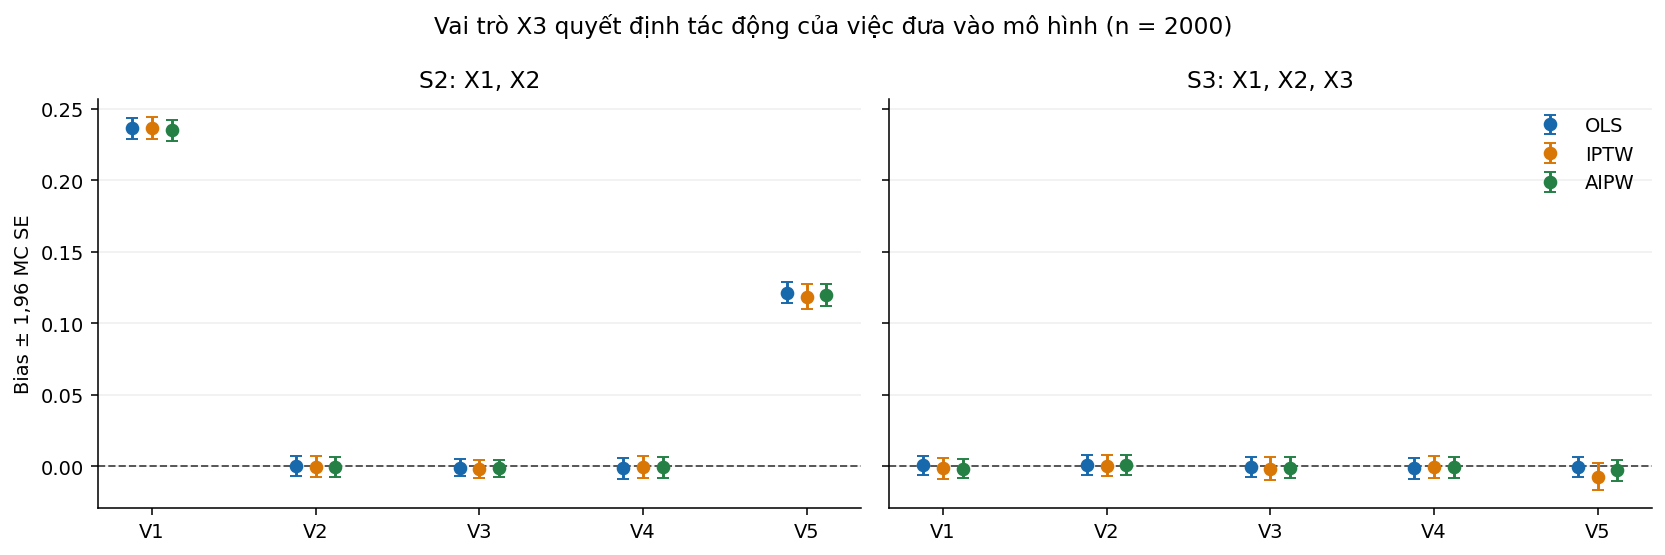 Vai trò X3 quyết định tác động của việc đưa vào mô hình (n = 2000)
S2: X1, X2
S3: X1, X2, X3
Bias ± 1,96 MC SE
0.25
0.20
0.15
0.10
0.05
0.00
OLS
IPTW
AIPW
V1 V2 V3 V4 V5
V1 V2 V3 V4 V5